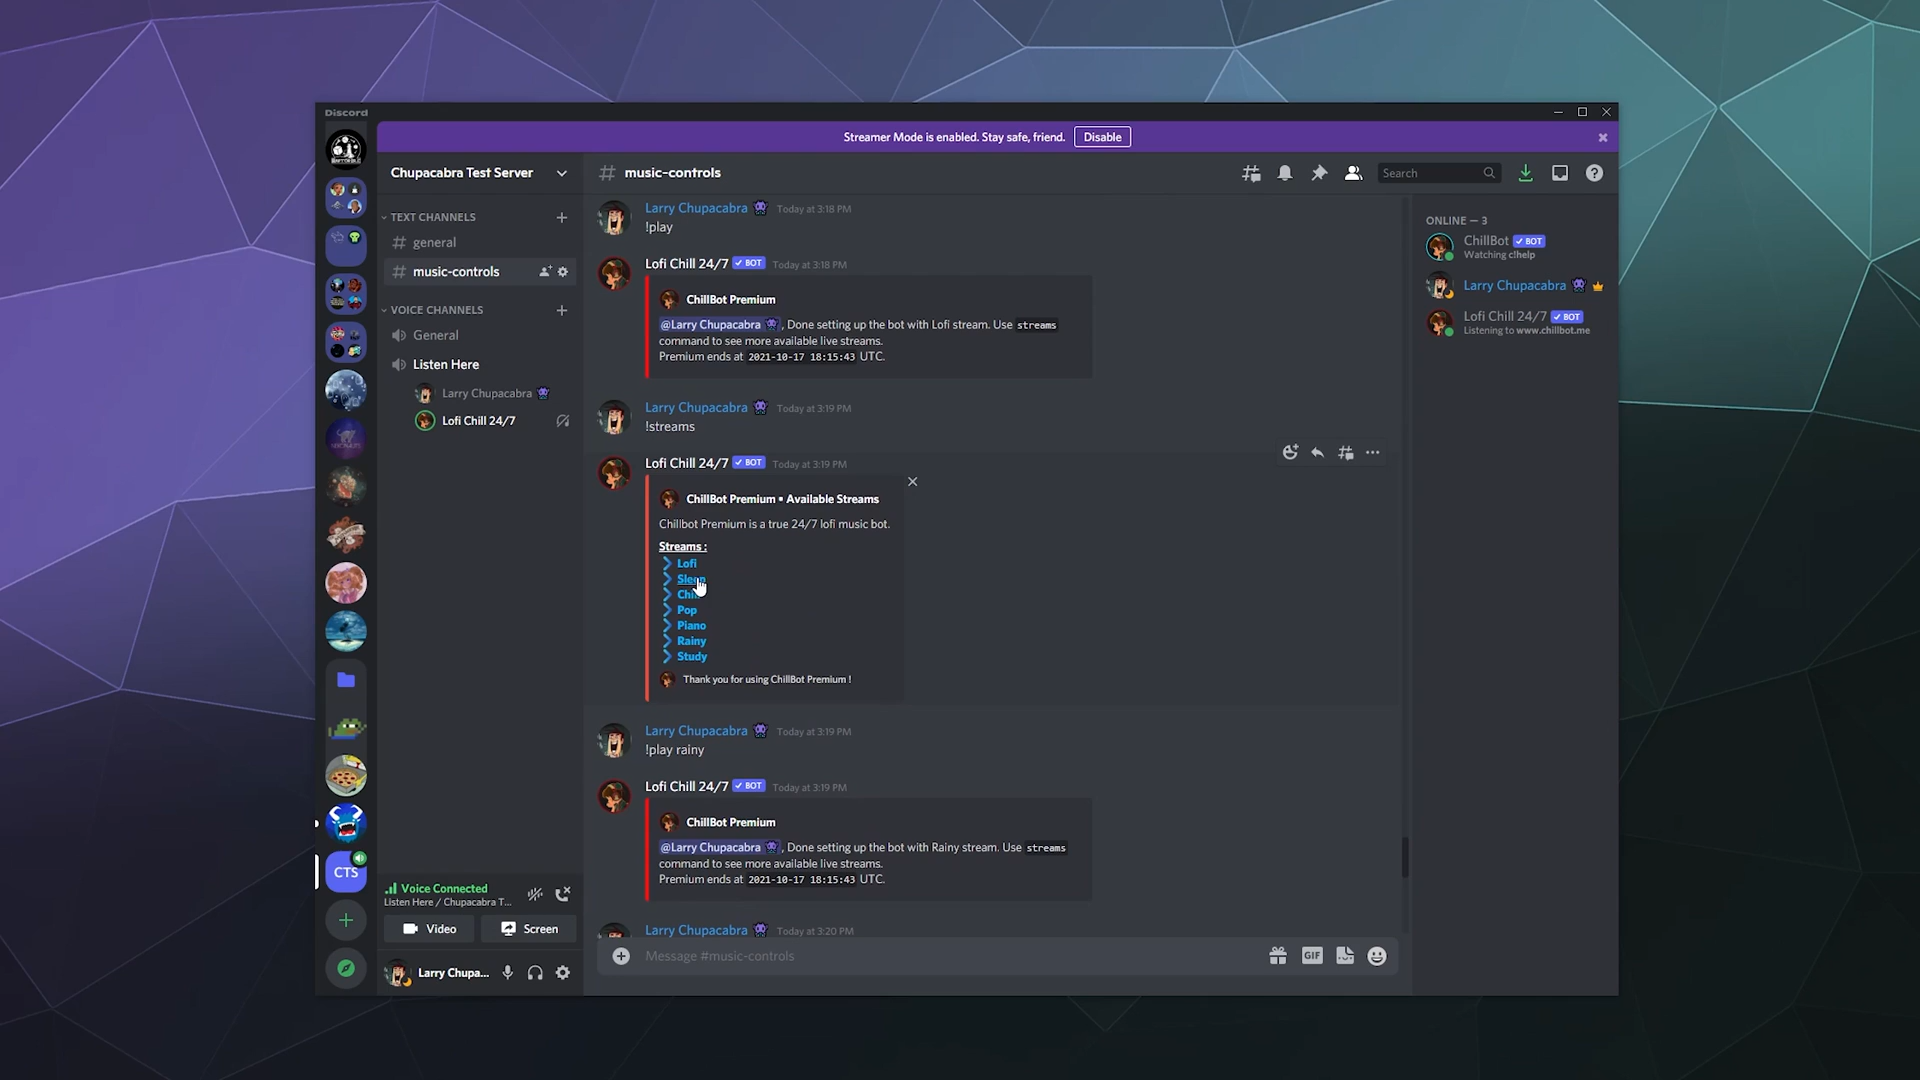 Discord
Streamer Mode is enabled. Stay safe, friend. Disable
Chupacabra Test Server
TEXT CHANNELS
general
music-controls
VOICE CHANNELS
General
Listen Here
Larry Chupacabra
Lofi Chill 24/7
CTS
Voice Connected
Listen Here / Chupacabra T...
Video
Screen
Larry Chupa...
# music-controls
Search
Larry Chupacabra Today at 3:18 PM
!play
Lofi Chill 24/7 ✓ BOT Today at 3:18 PM
ChillBot Premium
@Larry Chupacabra , Done setting up the bot with Lofi stream. Use streams
command to see more available live streams.
Premium ends at 2021-10-17 18:15:43 UTC.
Larry Chupacabra Today at 3:19 PM
!streams
Lofi Chill 24/7 ✓ BOT Today at 3:19 PM
ChillBot Premium • Available Streams
Chillbot Premium is a true 24/7 lofi music bot.
Streams :
Lofi
Sleep
Chill
Pop
Piano
Rainy
Study
Thank you for using ChillBot Premium !
Larry Chupacabra Today at 3:19 PM
!play rainy
Lofi Chill 24/7 ✓ BOT Today at 3:19 PM
ChillBot Premium
@Larry Chupacabra , Done setting up the bot with Rainy stream. Use streams
command to see more available live streams.
Premium ends at 2021-10-17 18:15:43 UTC.
Larry Chupacabra Today at 3:20 PM
Message #music-controls
GIF
ONLINE — 3
ChillBot ✓ BOT
Watching c!help
Larry Chupacabra
Lofi Chill 24/7 ✓ BOT
Listening to www.chillbot.me